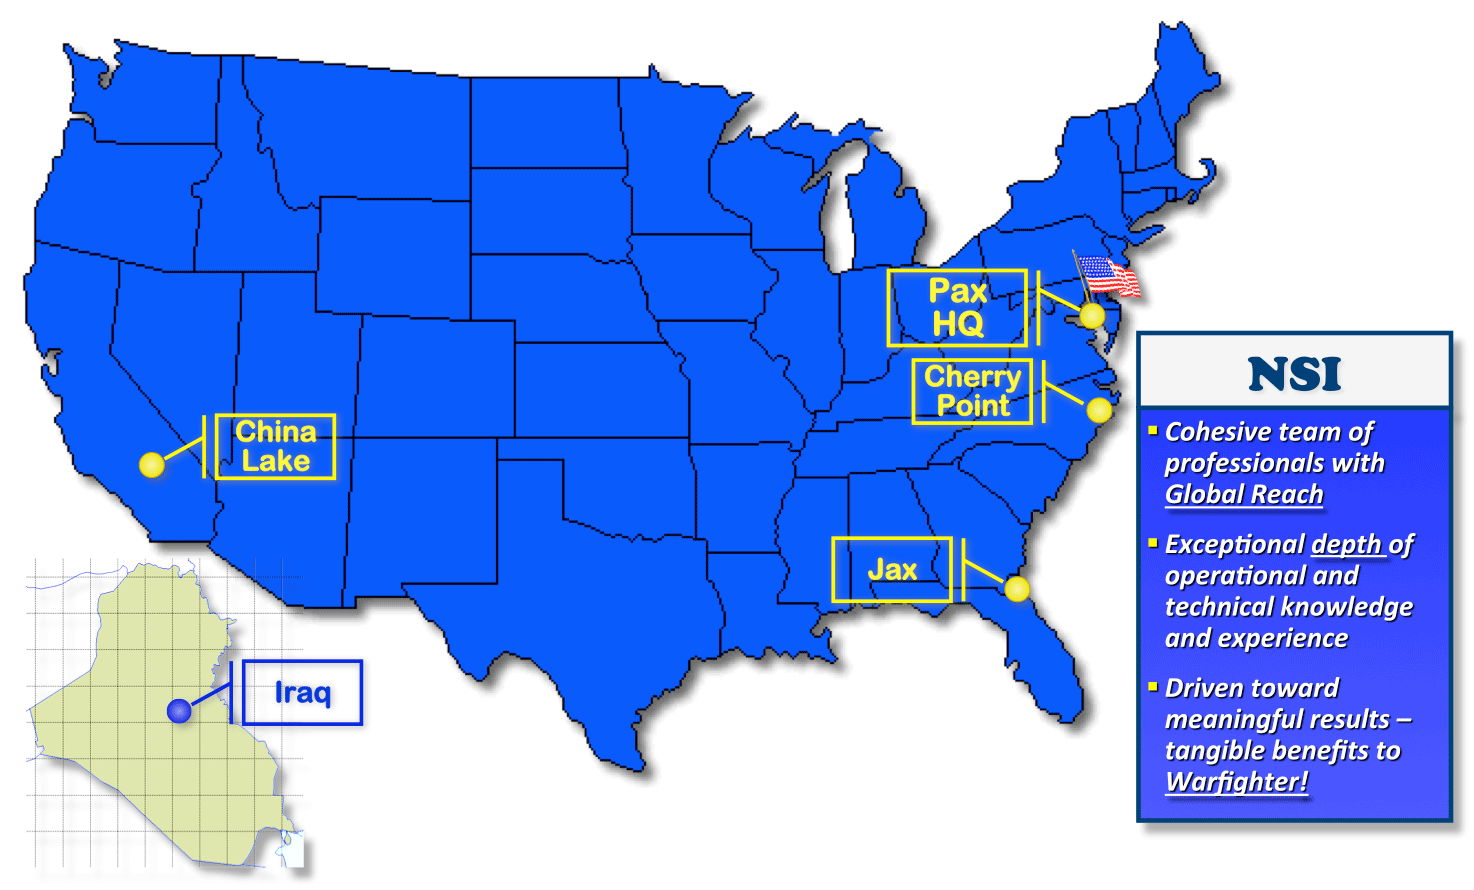 Pax
HQ
Cherry
Point
China
Lake
Jax
Iraq
NSI
▪ Cohesive team of
professionals with
Global Reach
▪ Exceptional depth of
operational and
technical knowledge
and experience
▪ Driven toward
meaningful results –
tangible benefits to
Warfighter!